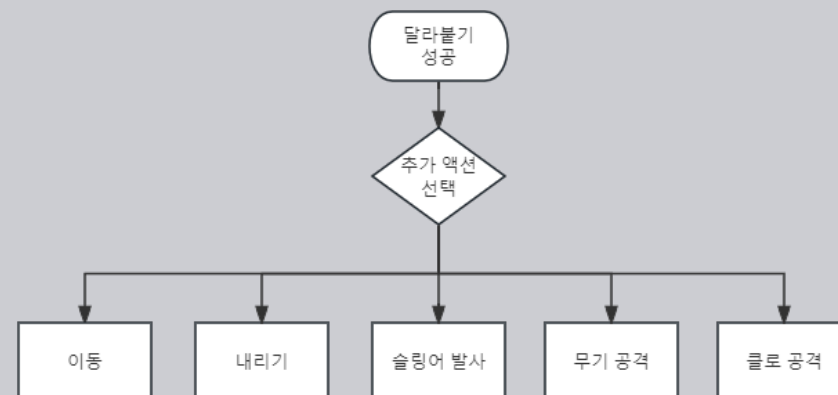 달라붙기
성공
추가 액션
선택
이동
내리기
슬링어 발사
무기 공격
클로 공격